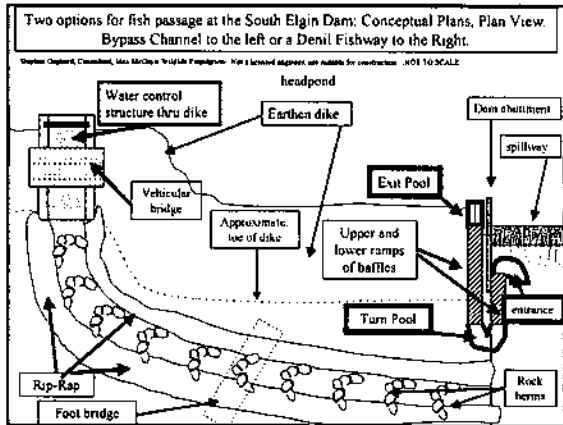 Two options for fish passage at the South Elgin Dam: Conceptual Plans, Plan View.
Bypass Channel to the left or a Denil Fishway to the Right.
NOT TO SCALE
headpond
Water control
structure thru dike
Earthen dike
Dam abuttment
spillway
Exit Pool
Vehicular
bridge
Approximate
toe of dike
Upper and
lower ramps
of baffles
entrance
Turn Pool
Rip-Rap
Foot bridge
Rock
berms